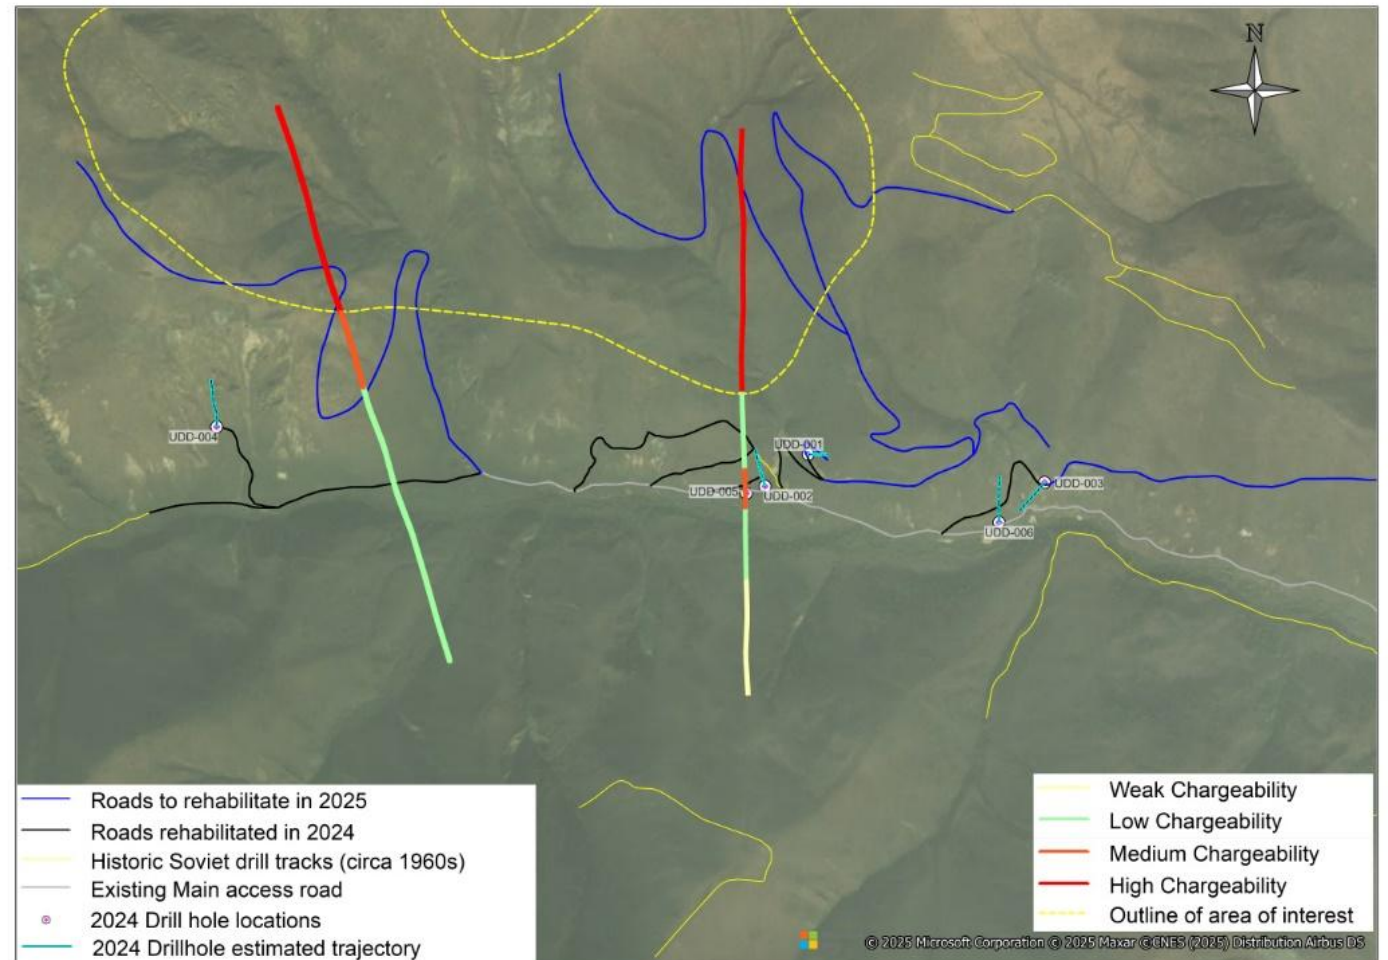 N
UDD-004
UDD-001
UDD-005
UDD-002
UDD-003
UDD-006
Roads to rehabilitate in 2025
Roads rehabilitated in 2024
Historic Soviet drill tracks (circa 1960s)
Existing Main access road
2024 Drill hole locations
2024 Drillhole estimated trajectory
Weak Chargeability
Low Chargeability
Medium Chargeability
High Chargeability
Outline of area of interest
© 2025 Microsoft Corporation © 2025 Maxar ©CNES (2025) Distribution Airbus DS